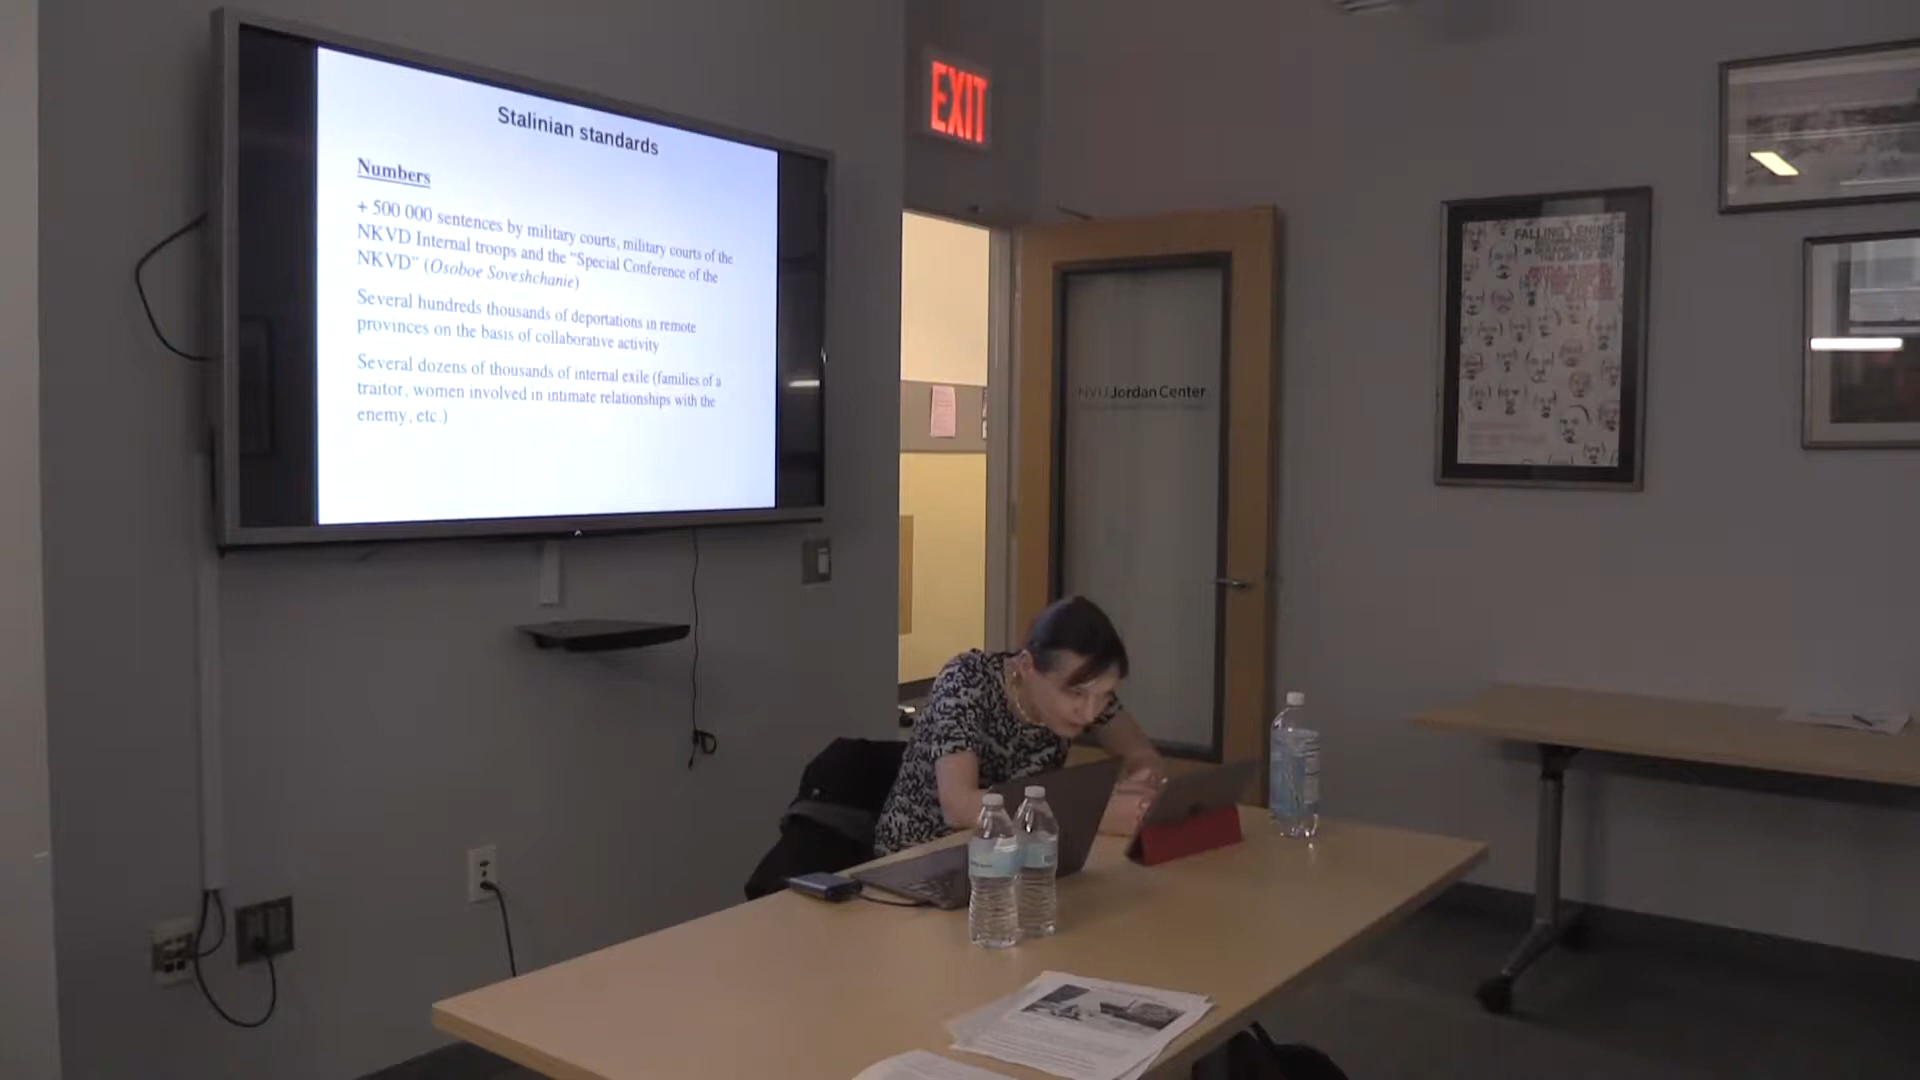 Stalinian standards
Numbers
+ 500 000 sentences by military courts, military courts of the
NKVD Internal troops and the "Special Conference of the
NKVD" (Osoboe Soveshchanie)
Several hundreds thousands of deportations in remote
provinces on the basis of collaborative activity
Several dozens of thousands of internal exile (families of a
traitor, women involved in intimate relationships with the
enemy, etc.)
EXIT
NYU Jordan Center
FALLING LENINS